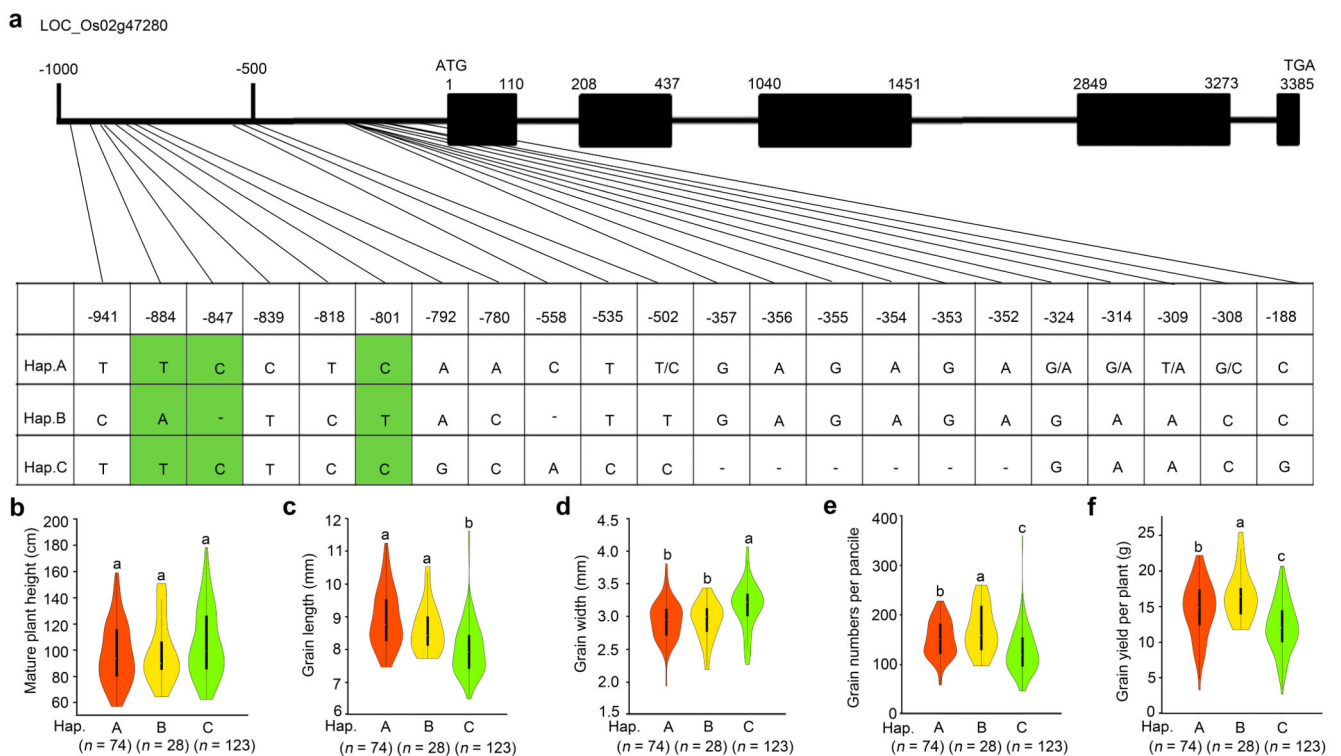 a
LOC_Os02g47280
-1000
-500
ATG
TGA
1 110 208 437 1040 1451 2849 3273 3385
-941 -884 -847 -839 -818 -801 -792 -780 -558 -535 -502 -357 -356 -355 -354 -353 -352 -324 -314 -309 -308 -188
Hap.A T T C C T C A A C T T/C G A G A G A G/A G/A T/A G/C C
Hap.B C A - T C T A C - T T G A G A G A G A A C C
Hap.C T T C T C C G C A C C - - - - - - G A A C G
b
Mature plant height (cm)
200
180
160
140
120
100
80
60
a a a
Hap. A B C
(n = 74) (n = 28) (n = 123)
c
Grain length (mm)
12
11
10
9
8
7
6
a a b
A B C
(n = 74) (n = 28) (n = 123)
d
Grain width (mm)
4.5
4.0
3.5
3.0
2.5
2.0
1.5
b b a
Hap. A B C
(n = 74) (n = 28) (n = 123)
e
Grain numbers per pancile
400
300
200
100
0
b a c
Hap. A B C
(n = 74) (n = 28) (n = 123)
f
Grain yield per plant (g)
25
20
15
10
5
0
b a c
Hap. A B C
(n = 74) (n = 28) (n = 123)